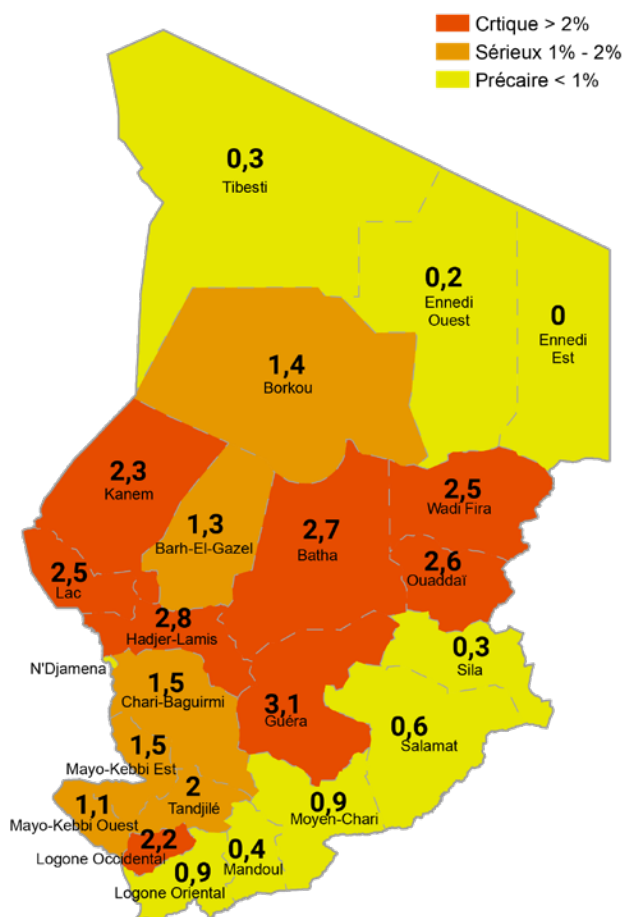 Crtique > 2%
Sérieux 1% - 2%
Précaire < 1%
0,3
Tibesti
0,2
Ennedi
Ouest
0
Ennedi
Est
1,4
Borkou
2,3
Kanem
2,5
Wadi Fira
1,3
Barh-El-Gazel
2,7
Batha
2,6
Ouaddaï
2,5
Lac
2,8
Hadjer-Lamis
0,3
Sila
N'Djamena
1,5
Chari-Baguirmi
3,1
Guéra
0,6
Salamat
1,5
Mayo-Kebbi Est
2
Tandjilé
0,9
Moyen-Chari
1,1
Mayo-Kebbi Ouest
2,2
Logone Occidental
0,4
Mandoul
0,9
Logone Oriental